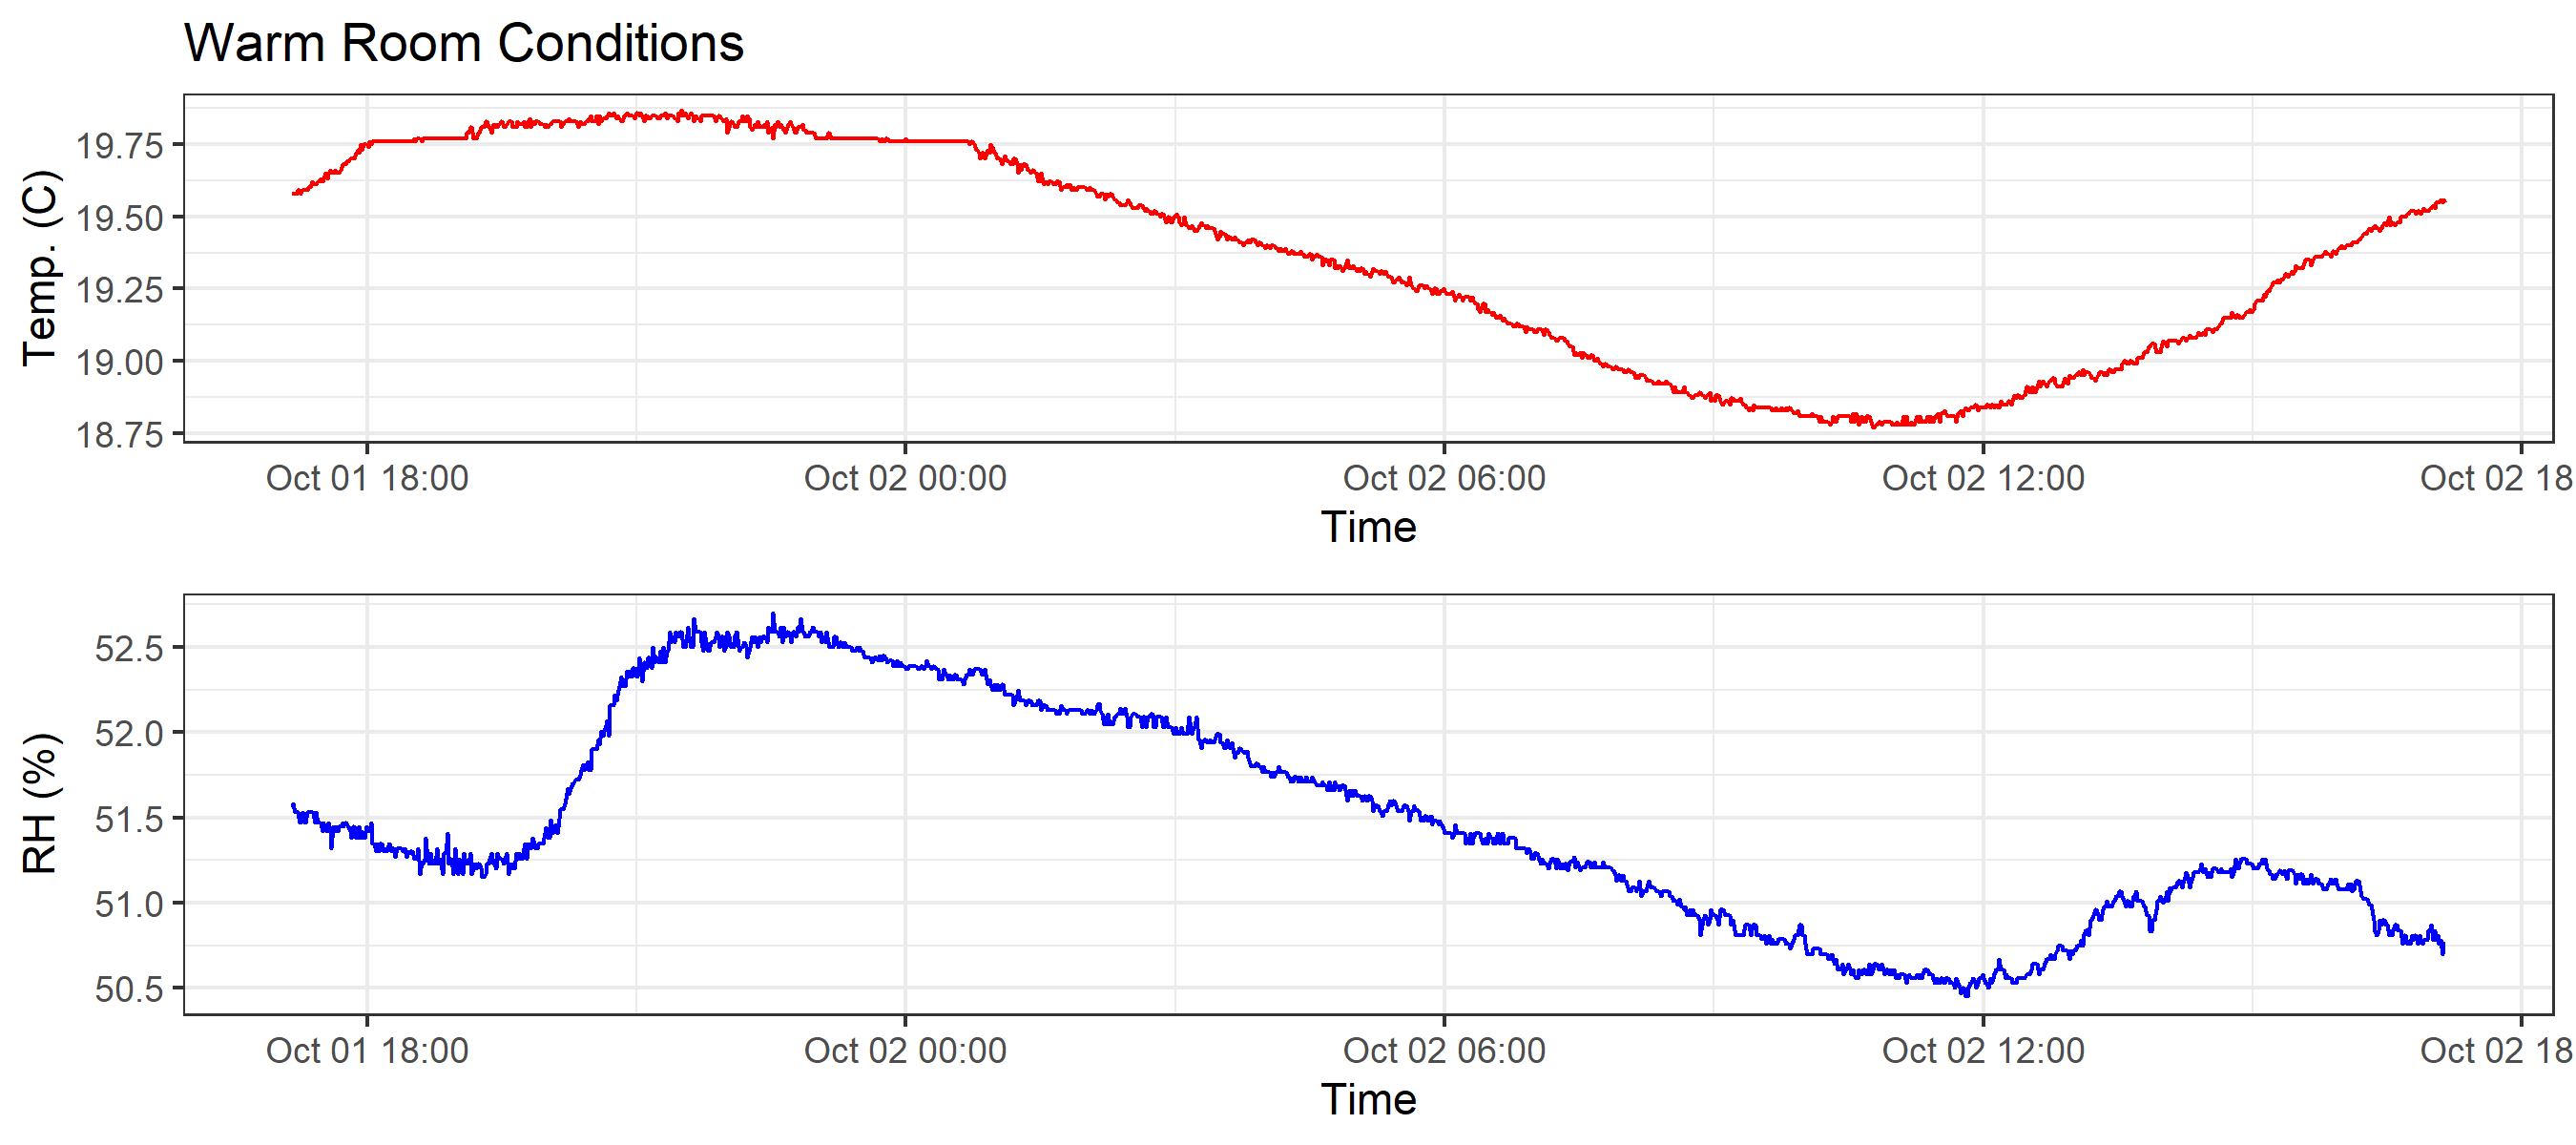 Warm Room Conditions
Temp. (C)
19.75
19.50
19.25
19.00
18.75
Oct 01 18:00 Oct 02 00:00 Oct 02 06:00 Oct 02 12:00 Oct 02 18
Time
RH (%)
52.5
52.0
51.5
51.0
50.5
Oct 01 18:00 Oct 02 00:00 Oct 02 06:00 Oct 02 12:00 Oct 02 18
Time